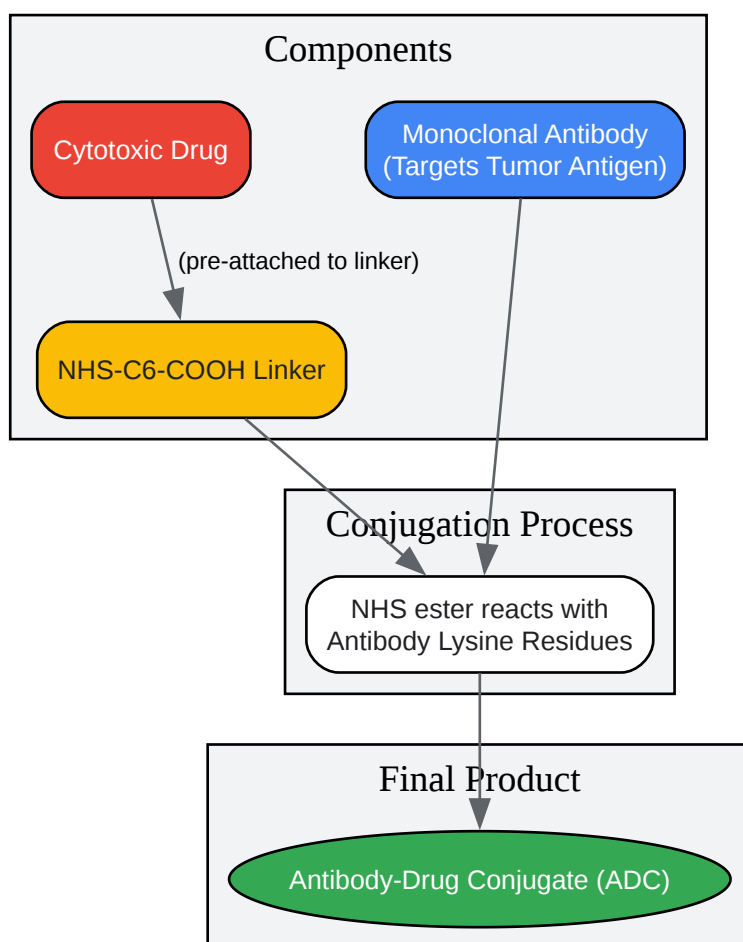 Components
Cytotoxic Drug
Monoclonal Antibody
(Targets Tumor Antigen)
(pre-attached to linker)
NHS-C6-COOH Linker
Conjugation Process
NHS ester reacts with
Antibody Lysine Residues
Final Product
Antibody-Drug Conjugate (ADC)